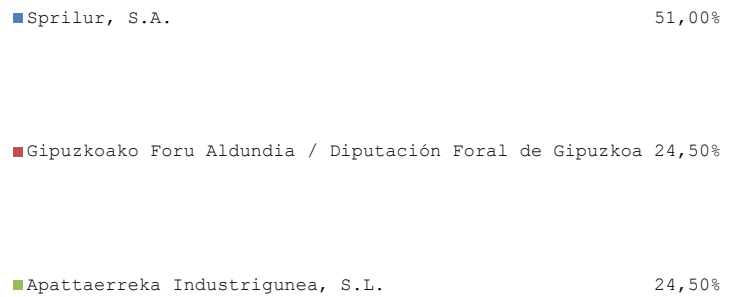 Sprilur, S.A. 51,00%
Gipuzkoako Foru Aldundia / Diputación Foral de Gipuzkoa 24,50%
Apattaerreka Industrigunea, S.L. 24,50%